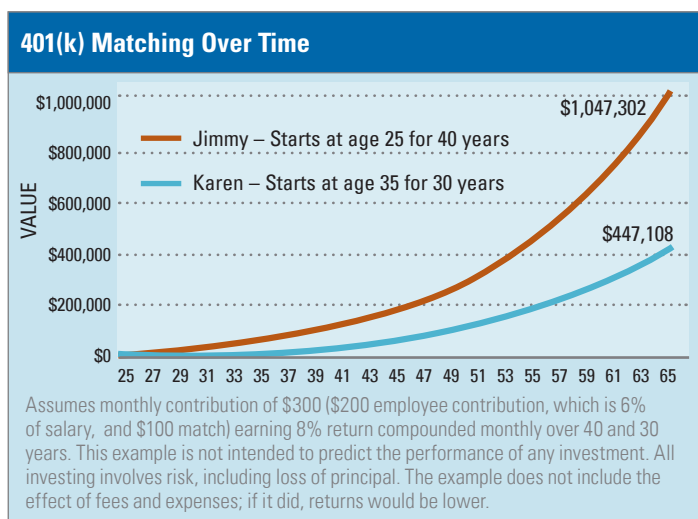 401(k) Matching Over Time
$1,000,000
$1,047,302
Jimmy – Starts at age 25 for 40 years
$800,000
Karen – Starts at age 35 for 30 years
$600,000
VALUE
$447,108
$400,000
$200,000
$0
25 27 29 31 33 35 37 39 41 43 45 47 49 51 53 55 57 59 61 63 65
Assumes monthly contribution of $300 ($200 employee contribution, which is 6%
of salary, and $100 match) earning 8% return compounded monthly over 40 and 30
years. This example is not intended to predict the performance of any investment. All
investing involves risk, including loss of principal. The example does not include the
effect of fees and expenses; if it did, returns would be lower.